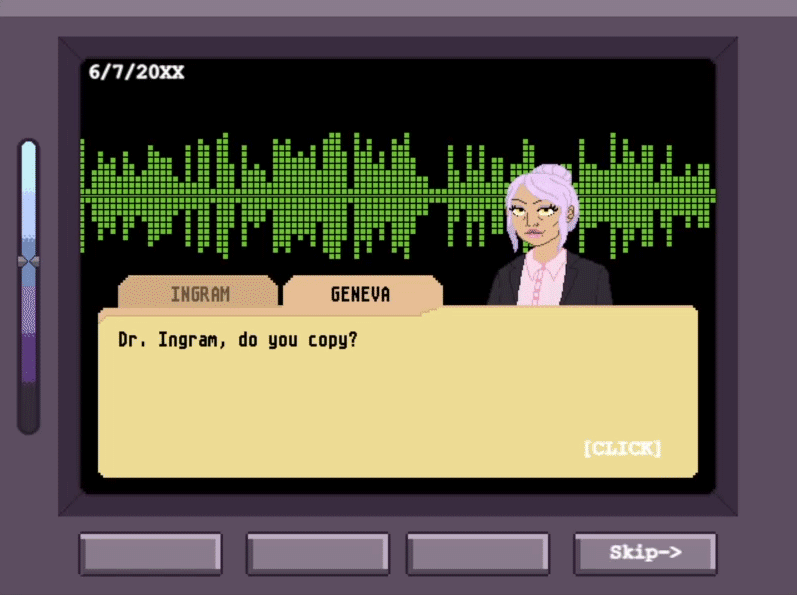 6/7/20XX
INGRAM
GENEVA
Dr. Ingram, do you copy?
[CLICK]
Skip->